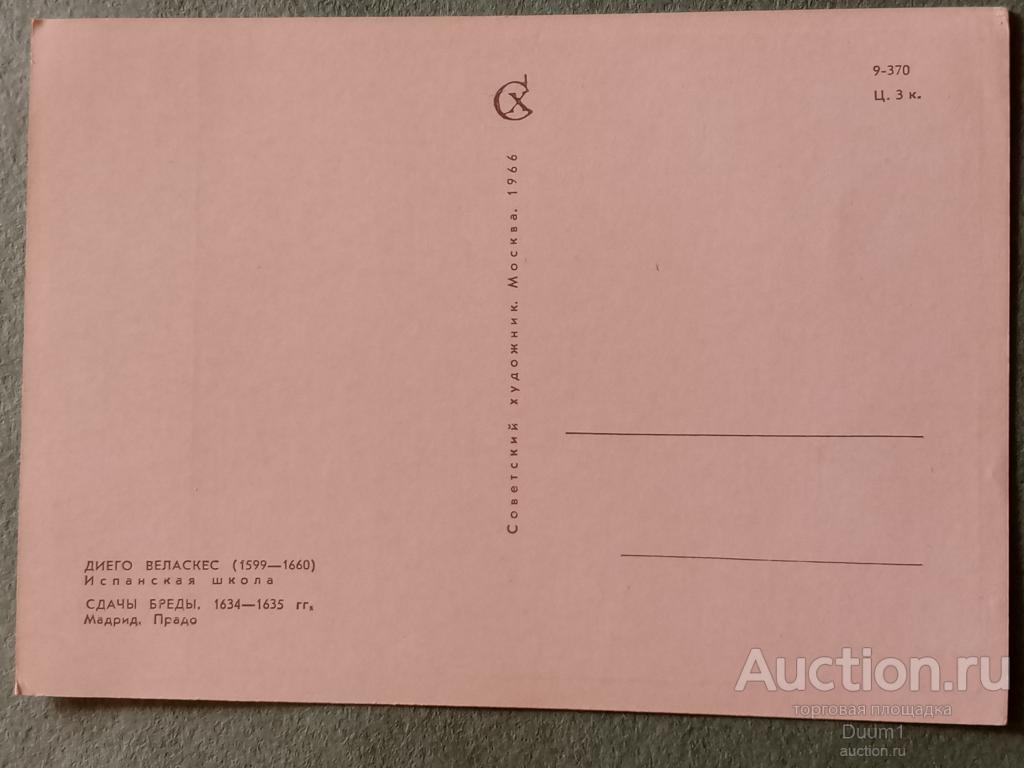 СХ
9-370
Ц. 3 к.
Советский художник. Москва. 1966
ДИЕГО ВЕЛАСКЕС (1599—1660)
Испанская школа
СДАЧЫ БРЕДЫ. 1634—1635 гг.
Мадрид. Прадо
Auction.ru
торговая площадка
Duum1
auction.ru